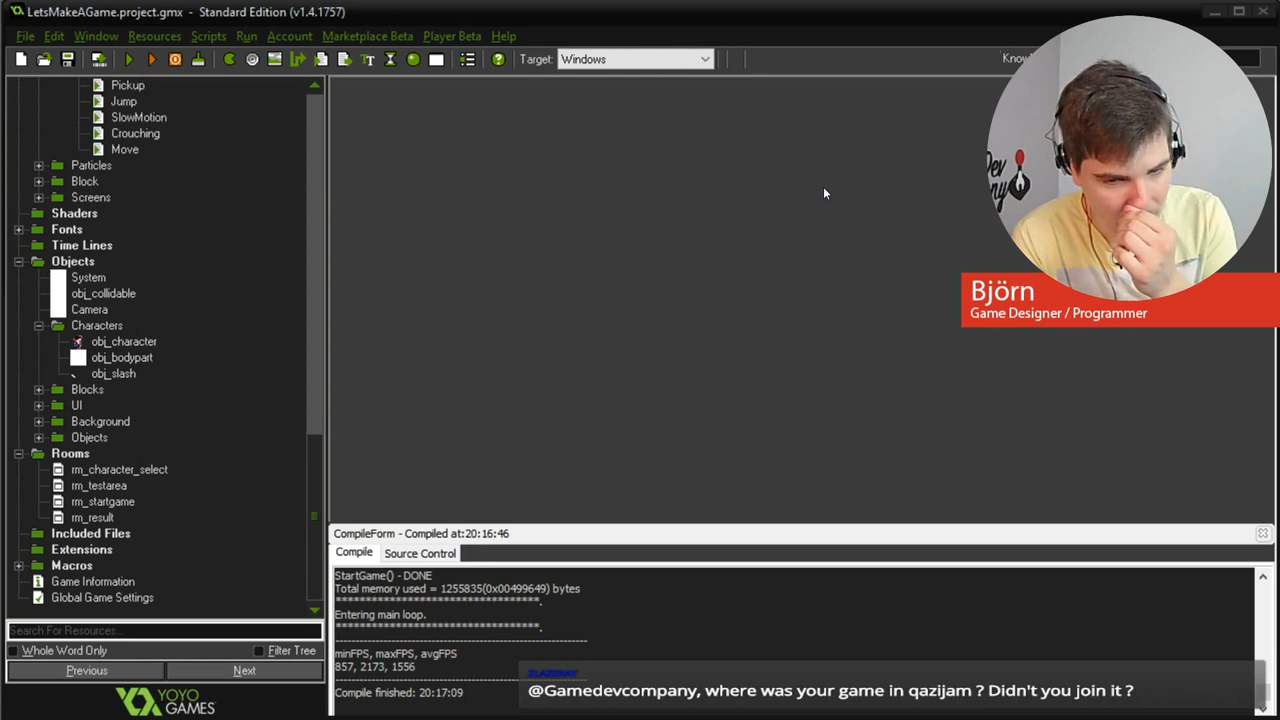 LetsMakeAGame.project.gmx - Standard Edition (v1.4.1757)
File Edit Window Resources Scripts Run Account Marketplace Beta Player Beta Help
Target: Windows
Pickup
Jump
SlowMotion
Crouching
Move
Particles
Block
Screens
Shaders
Fonts
Time Lines
Objects
System
obj_collidable
Camera
Characters
obj_character
obj_bodypart
obj_slash
Blocks
UI
Background
Objects
Rooms
rm_character_select
rm_testarea
rm_startgame
rm_result
Included Files
Extensions
Macros
Game Information
Global Game Settings
Search For Resources...
Whole Word Only Filter Tree
Previous Next
YOYO
GAMES
Björn
Game Designer / Programmer
CompileForm - Compiled at:20:16:46
Compile Source Control
StartGame() - DONE
Total memory used = 1255835(0x00499649) bytes
***********************************.
Entering main loop.
***********************************.
minFPS, maxFPS, avgFPS
857, 2173, 1556
Compile finished: 20:17:09
@Gamedevcompany, where was your game in qazijam ? Didn't you join it ?